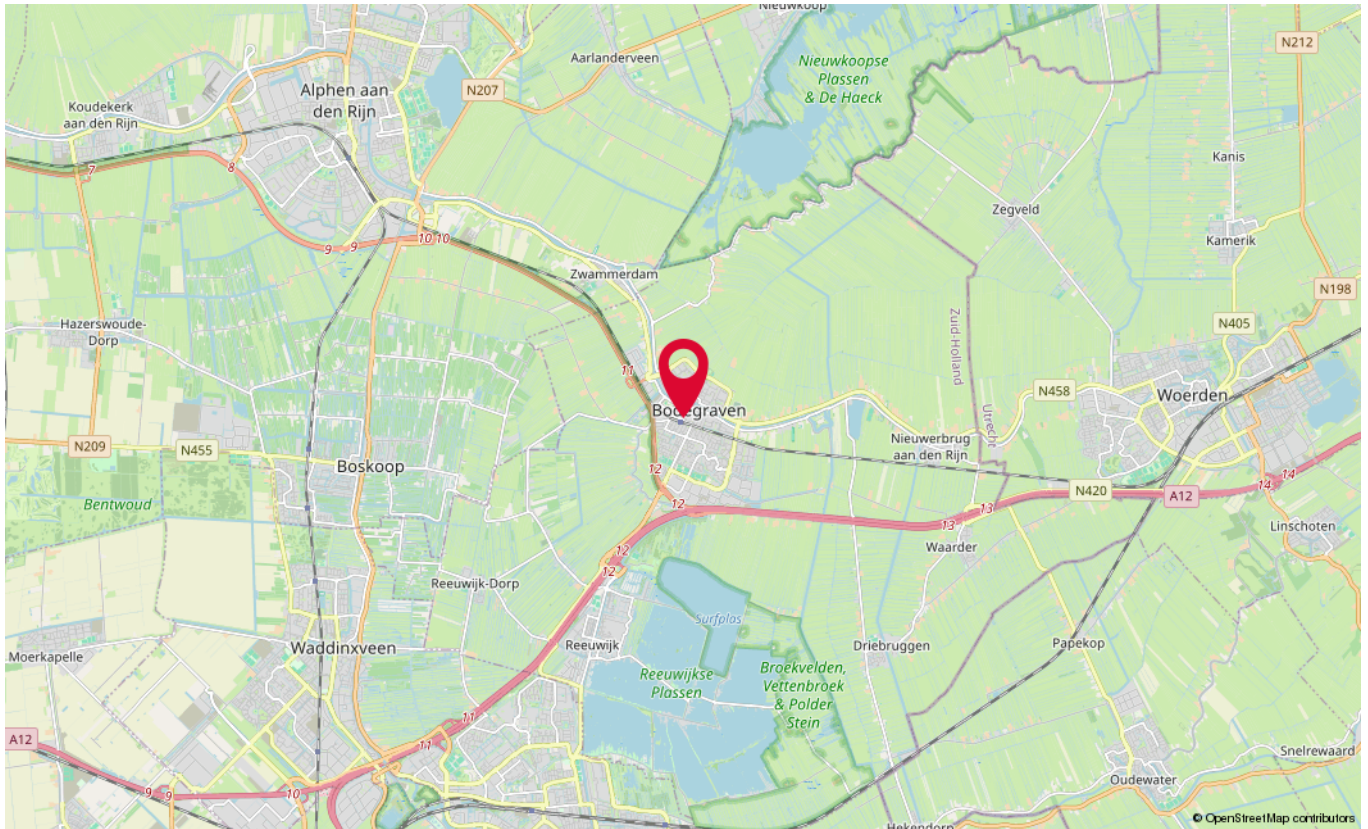 Nieuwkoop
Aarlanderveen
N212
Nieuwkoopse
Plassen
& De Haeck
N207
Alphen aan
den Rijn
Koudekerk
aan den Rijn
7
8
Kanis
Zegveld
Kamerik
9
9
10
10
Zwammerdam
N198
Hazerswoude-
Dorp
Zuid-Holland
N405
11
N458
Woerden
Bodegraven
Utrecht
Nieuwerbrug
aan den Rijn
N209
N455
Boskoop
12
14
14
Bentwoud
12
N420
A12
13
13
Linschoten
12
12
Waarder
Reeuwijk-Dorp
Surfplas
Waddinxveen
Reeuwijk
Driebruggen
Papekop
Moerkapelle
Reeuwijkse
Plassen
Broekvelden,
Vettenbroek
& Polder
Stein
11
11
A12
Snelrewaard
Oudewater
9
9
10
Hekendorp
© OpenStreetMap contributors